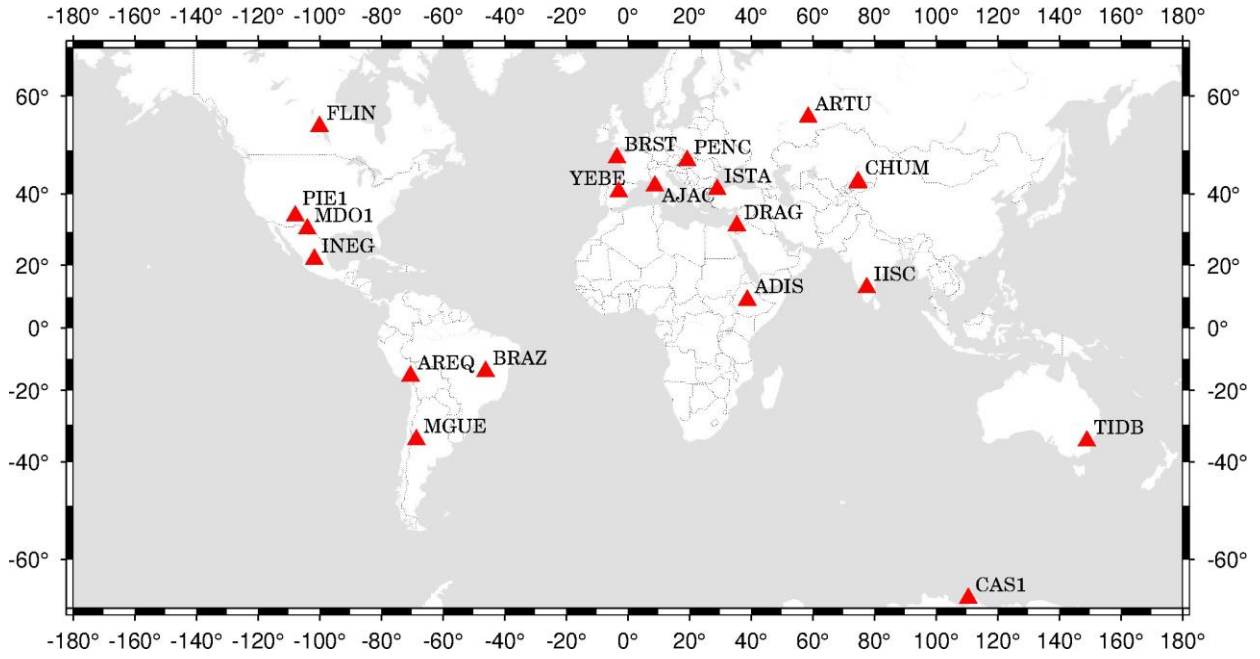 -180° -160° -140° -120° -100° -80° -60° -40° -20° 0° 20° 40° 60° 80° 100° 120° 140° 160° 180°
60° 60°
FLIN ARTU
BRST PENC
YEBE ISTA CHUM
40° 40°
AJAC
PIE1
MDO1 DRAG
INEG
20° 20°
IISC
ADIS
0° 0°
AREQ BRAZ
-20° -20°
MGUE TIDB
-40° -40°
-60° -60°
CAS1
-180° -160° -140° -120° -100° -80° -60° -40° -20° 0° 20° 40° 60° 80° 100° 120° 140° 160° 180°